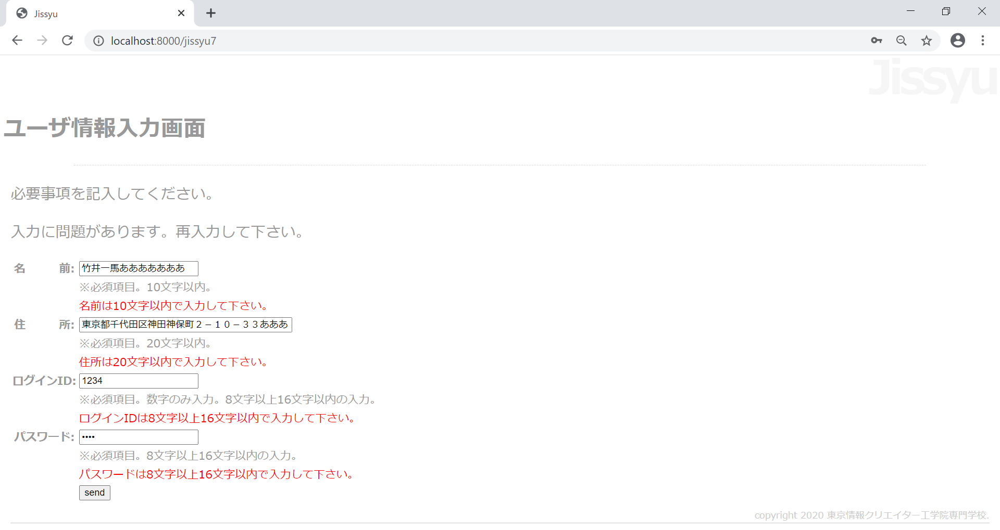 Jissyu
localhost:8000/jissyu7
Jissyu
ユーザ情報入力画面
必要事項を記入してください。
入力に問題があります。再入力して下さい。
名 前: 竹井一馬あああああああ
※必須項目。10文字以内。
名前は10文字以内で入力して下さい。
住 所: 東京都千代田区神田神保町２－１０－３３あああ
※必須項目。20文字以内。
住所は20文字以内で入力して下さい。
ログインID: 1234
※必須項目。数字のみ入力。8文字以上16文字以内の入力。
ログインIDは8文字以上16文字以内で入力して下さい。
パスワード: ••••
※必須項目。8文字以上16文字以内の入力。
パスワードは8文字以上16文字以内で入力して下さい。
send
copyright 2020 東京情報クリエイター工学院専門学校.